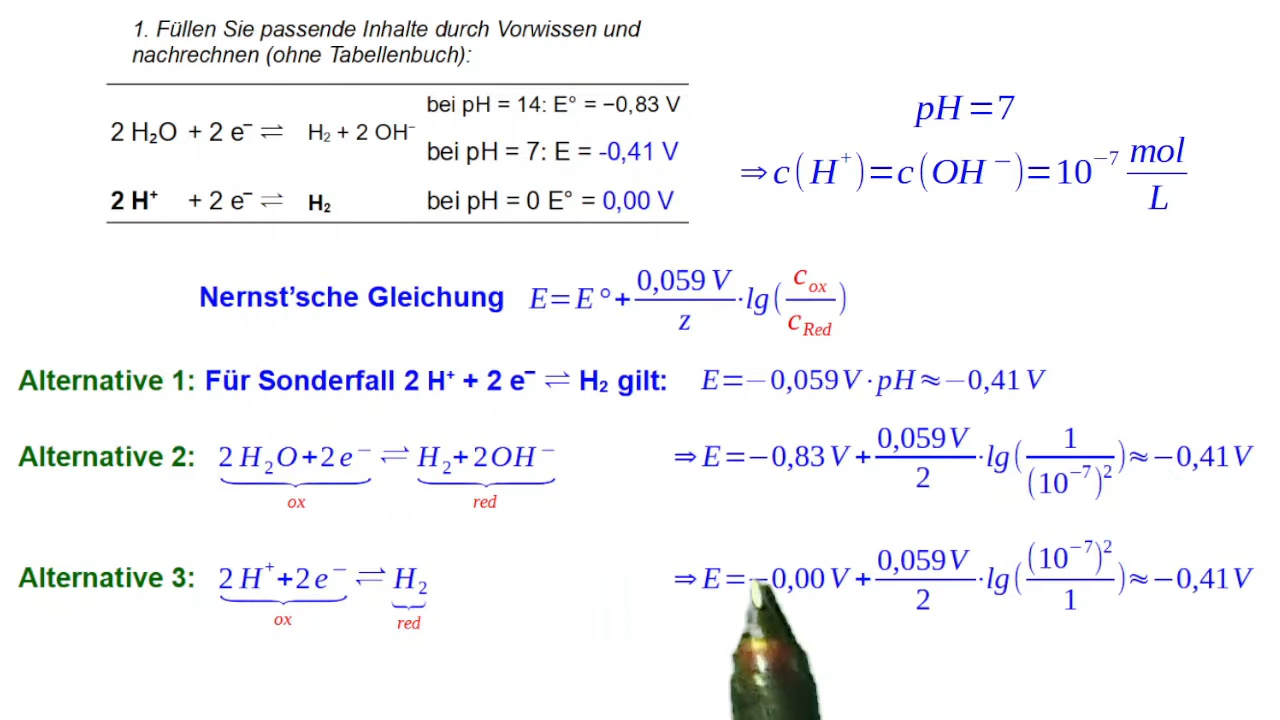 1. Füllen Sie passende Inhalte durch Vorwissen und
nachrechnen (ohne Tabellenbuch):
2 H₂O + 2 e⁻ ⇌ H₂ + 2 OH⁻
bei pH = 14: E° = −0,83 V
bei pH = 7: E = -0,41 V
2 H⁺ + 2 e⁻ ⇌ H₂ bei pH = 0 E° = 0,00 V
pH = 7
⇒ c(H⁺) = c(OH⁻) = 10⁻⁷ mol/L
Nernst’sche Gleichung E = E° + 0,059 V/z · lg(c_ox/c_Red)
Alternative 1: Für Sonderfall 2 H⁺ + 2 e⁻ ⇌ H₂ gilt: E = −0,059 V · pH ≈ −0,41 V
Alternative 2: 2 H₂O + 2 e⁻ ⇌ H₂ + 2 OH⁻ ⇒ E = −0,83 V + 0,059 V/2 · lg(1/(10⁻⁷)²) ≈ −0,41 V
ox red
Alternative 3: 2 H⁺ + 2 e⁻ ⇌ H₂ ⇒ E = −0,00 V + 0,059 V/2 · lg((10⁻⁷)²/1) ≈ −0,41 V
ox red